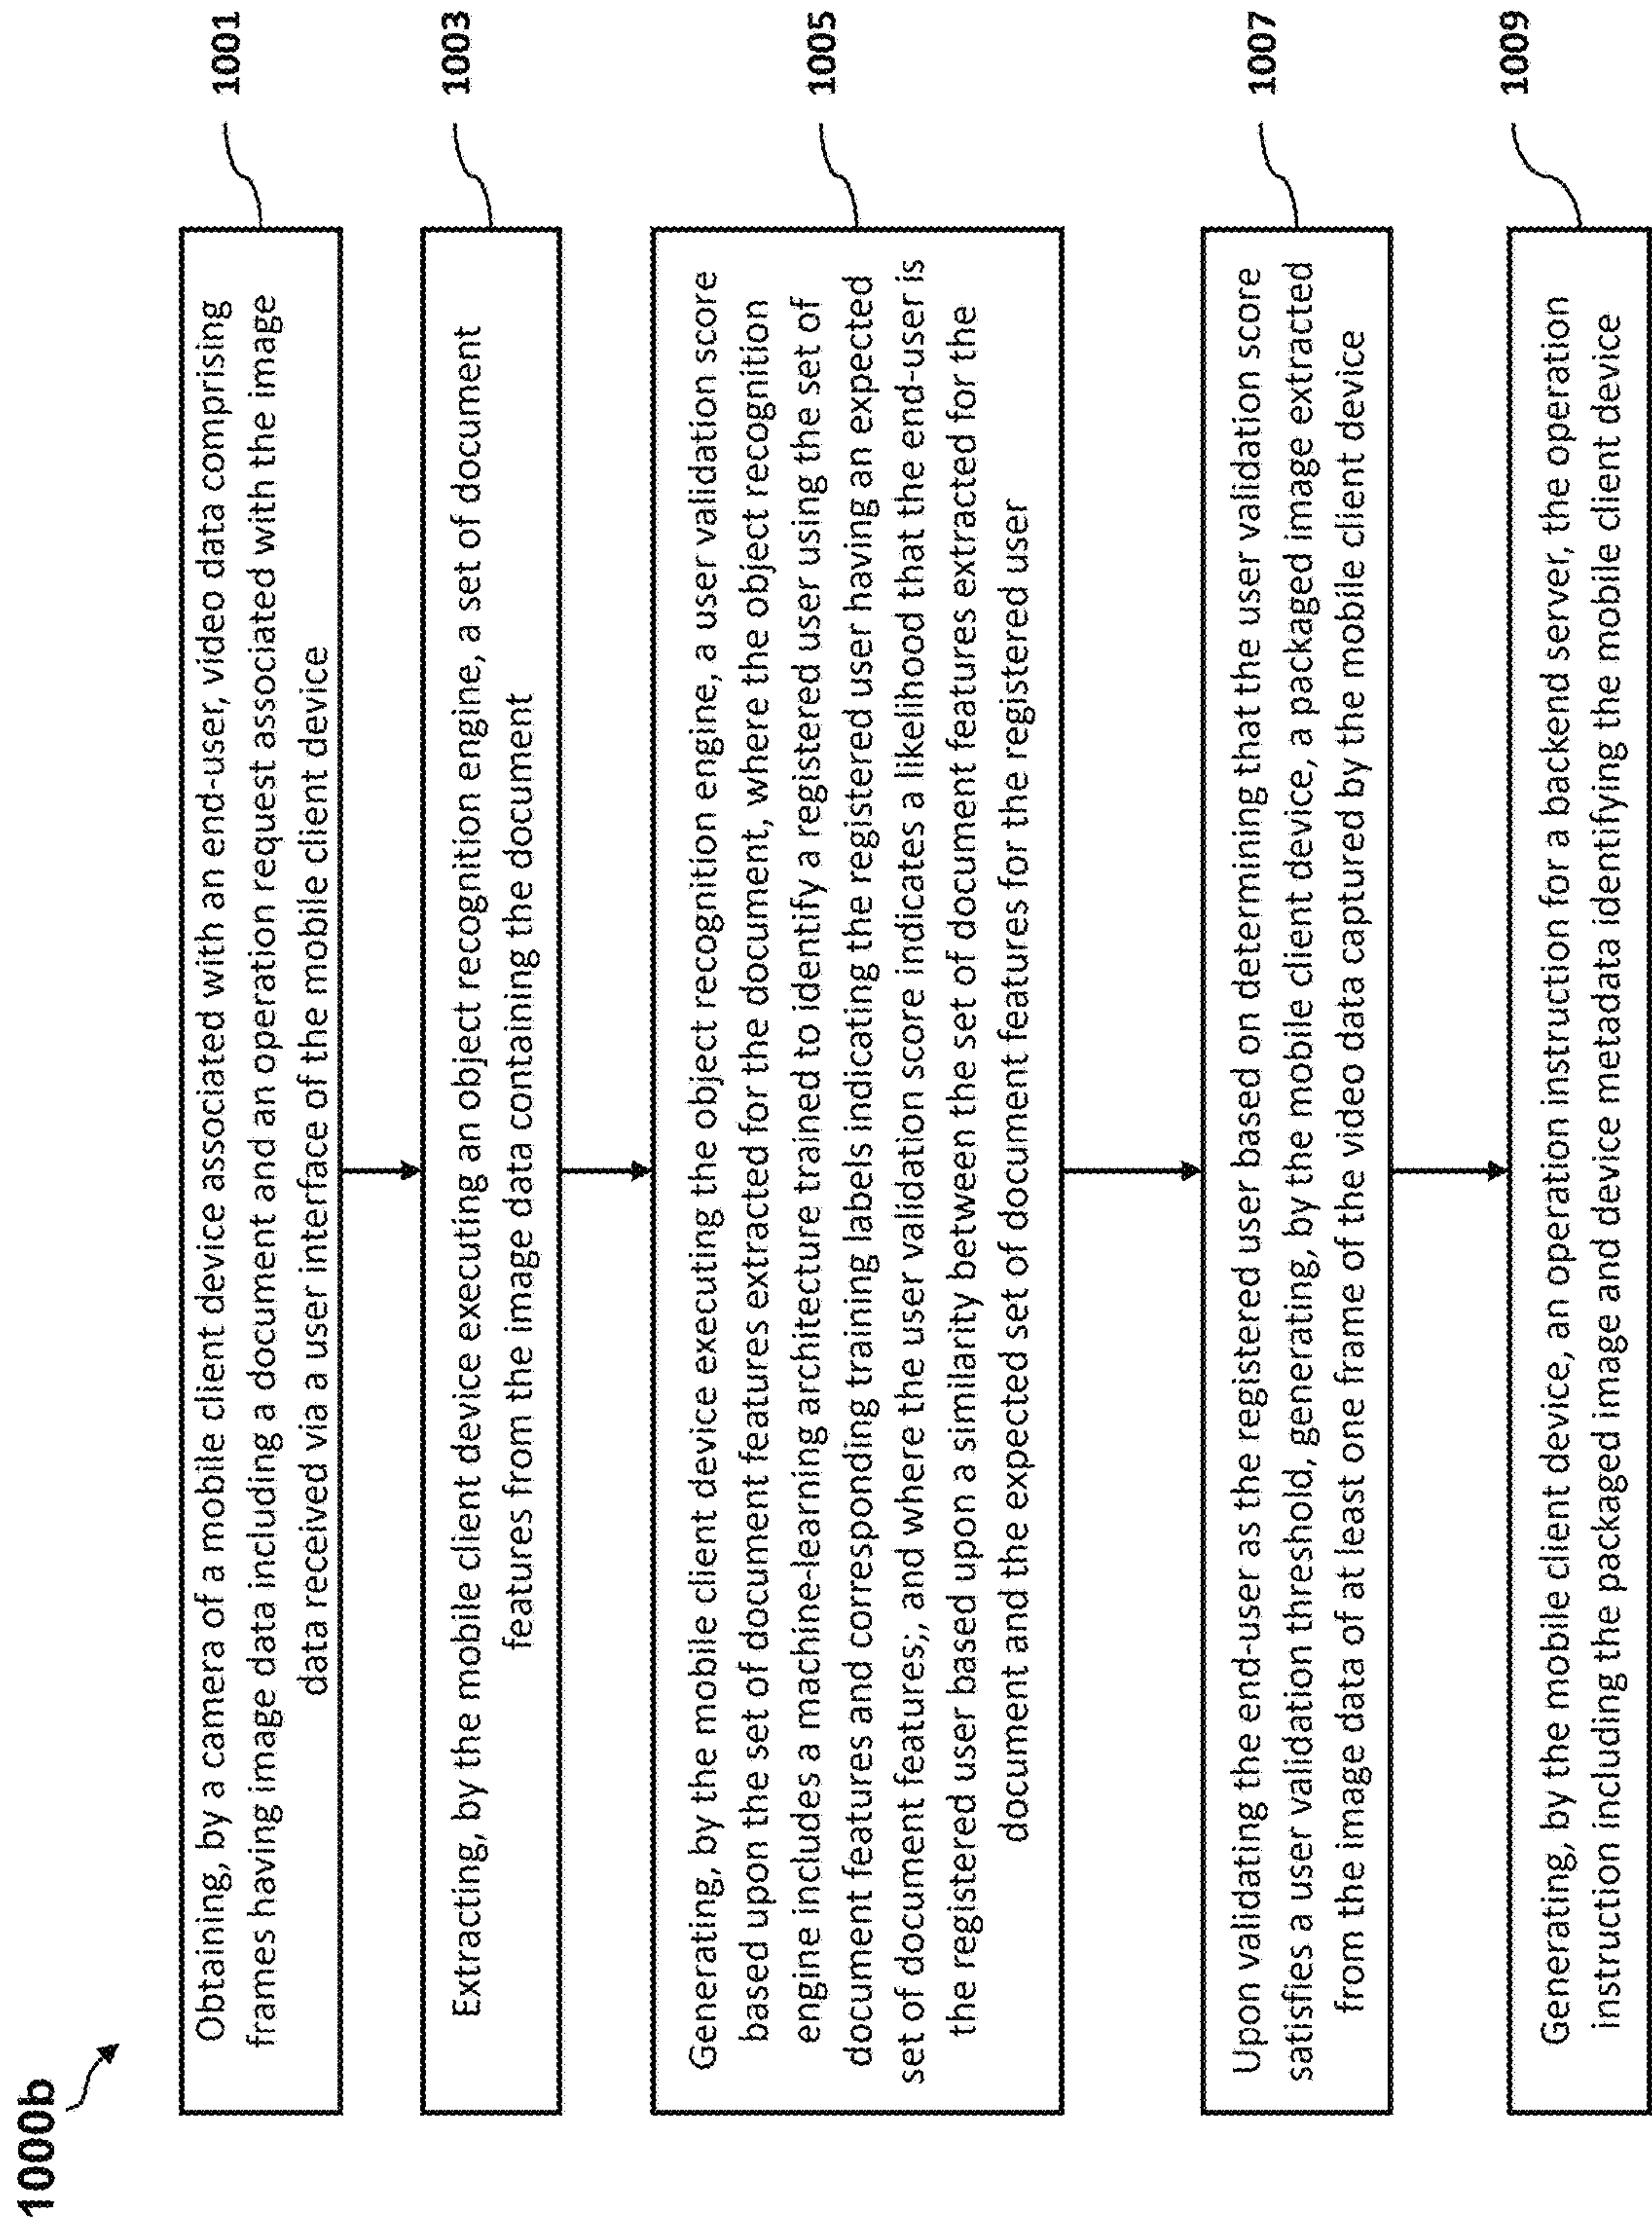 1000b
Obtaining, by a camera of a mobile client device associated with an end-user, video data comprising
frames having image data including a document and an operation request associated with the image
data received via a user interface of the mobile client device
1001
Extracting, by the mobile client device executing an object recognition engine, a set of document
features from the image data containing the document
1003
Generating, by the mobile client device executing the object recognition engine, a user validation score
based upon the set of document features extracted for the document, where the object recognition
engine includes a machine-learning architecture trained to identify a registered user using the set of
document features and corresponding training labels indicating the registered user having an expected
set of document features;, and where the user validation score indicates a likelihood that the end-user is
the registered user based upon a similarity between the set of document features extracted for the
document and the expected set of document features for the registered user
1005
Upon validating the end-user as the registered user based on determining that the user validation score
satisfies a user validation threshold, generating, by the mobile client device, a packaged image extracted
from the image data of at least one frame of the video data captured by the mobile client device
1007
Generating, by the mobile client device, an operation instruction for a backend server, the operation
instruction including the packaged image and device metadata identifying the mobile client device
1009